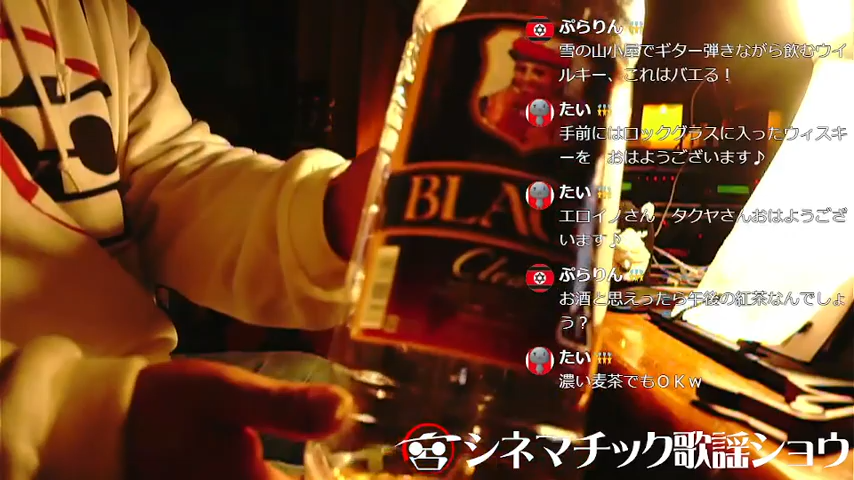 ぷらりん
雪の山小屋でギター弾きながら飲むウイ
ルキー、これはバエる！
たい
手前にはロックグラスに入ったウィスキ
ーを　おはようございます♪
たい
エロイノさん　タクヤさんおはようござ
います♪
ぷらりん
お酒と思えったら午後の紅茶なんでしょ
う？
たい
濃い麦茶でもＯＫｗ
BLA
Cle
シネマチック歌謡ショウ